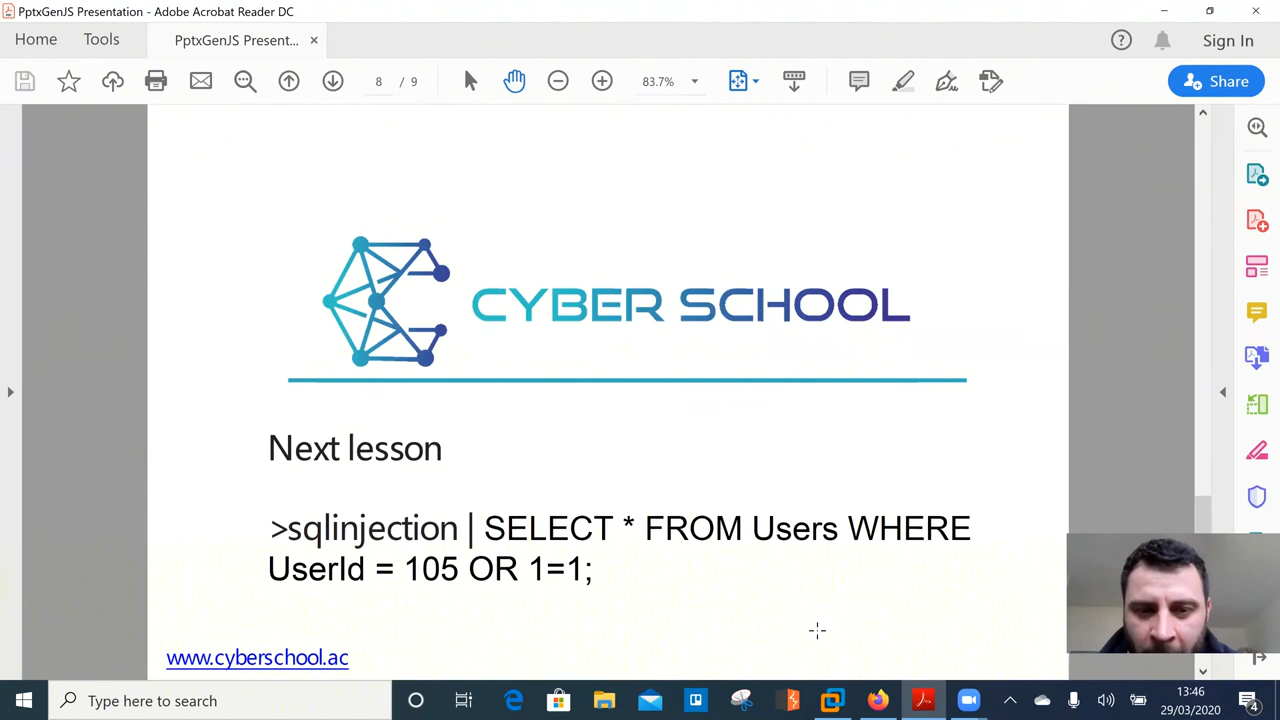 PptxGenJS Presentation - Adobe Acrobat Reader DC
Home
Tools
PptxGenJS Present...
Sign In
8 / 9
83.7%
Share
CYBER SCHOOL
Next lesson
>sqlinjection | SELECT * FROM Users WHERE
UserId = 105 OR 1=1;
www.cyberschool.ac
Type here to search
13:46
29/03/2020
4